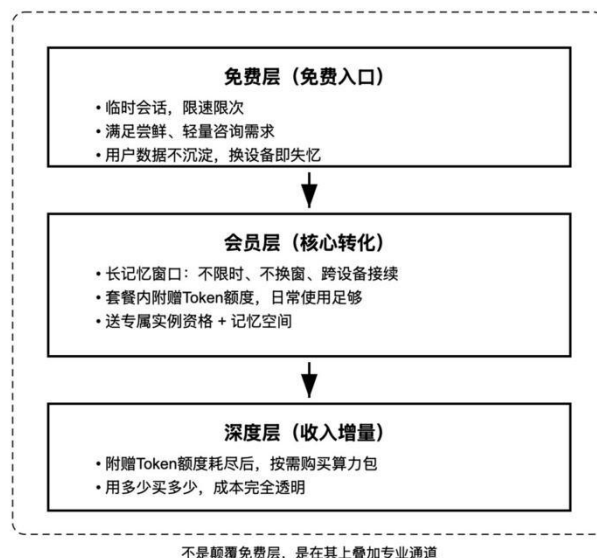 免费层（免费入口）
• 临时会话，限速限次
• 满足尝鲜、轻量咨询需求
• 用户数据不沉淀，换设备即失忆
会员层（核心转化）
• 长记忆窗口：不限时、不换窗、跨设备接续
• 套餐内附赠Token额度，日常使用足够
• 送专属实例资格 + 记忆空间
深度层（收入增量）
• 附赠Token额度耗尽后，按需购买算力包
• 用多少买多少，成本完全透明
不是颠覆免费层，是在其上叠加专业通道